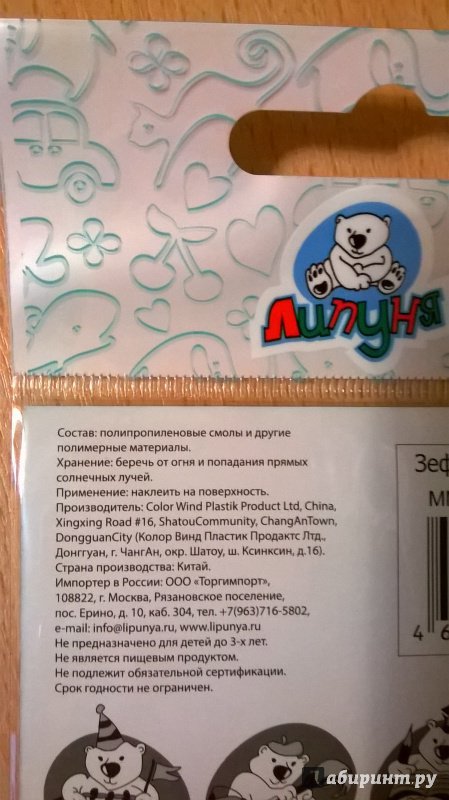 Липуня
Состав: полипропиленовые смолы и другие
полимерные материалы.
Хранение: беречь от огня и попадания прямых
солнечных лучей.
Применение: наклеить на поверхность.
Производитель: Color Wind Plastik Product Ltd, China,
Xingxing Road #16, ShatouCommunity, ChangAnTown,
DongguanCity (Колор Винд Пластик Продактс Лтд.,
Донггуан, г. ЧангАн, окр. Шатоу, ш. Ксинксин, д.16).
Страна производства: Китай.
Импортер в России: ООО «Торгимпорт»,
108822, г. Москва, Рязановское поселение,
пос. Ерино, д. 10, каб. 304, тел. +7(963)716-5802,
e-mail: info@lipunya.ru, www.lipunya.ru
Не предназначено для детей до 3-х лет.
Не является пищевым продуктом.
Не подлежит обязательной сертификации.
Срок годности не ограничен.
Зеф
4 6
Лабиринт.ру